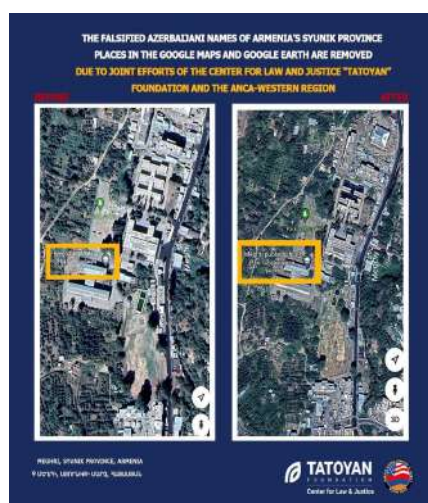 THE FALSIFIED AZERBAIJANI NAMES OF ARMENIA'S SYUNIK PROVINCE
PLACES IN THE GOOGLE MAPS AND GOOGLE EARTH ARE REMOVED
DUE TO JOINT EFFORTS OF THE CENTER FOR LAW AND JUSTICE "TATOYAN"
FOUNDATION AND THE ANCA-WESTERN REGION
BEFORE
AFTER
3D
MEGHRI, SYUNIK PROVINCE, ARMENIA
TATOYAN
FOUNDATION
Center for Law & Justice